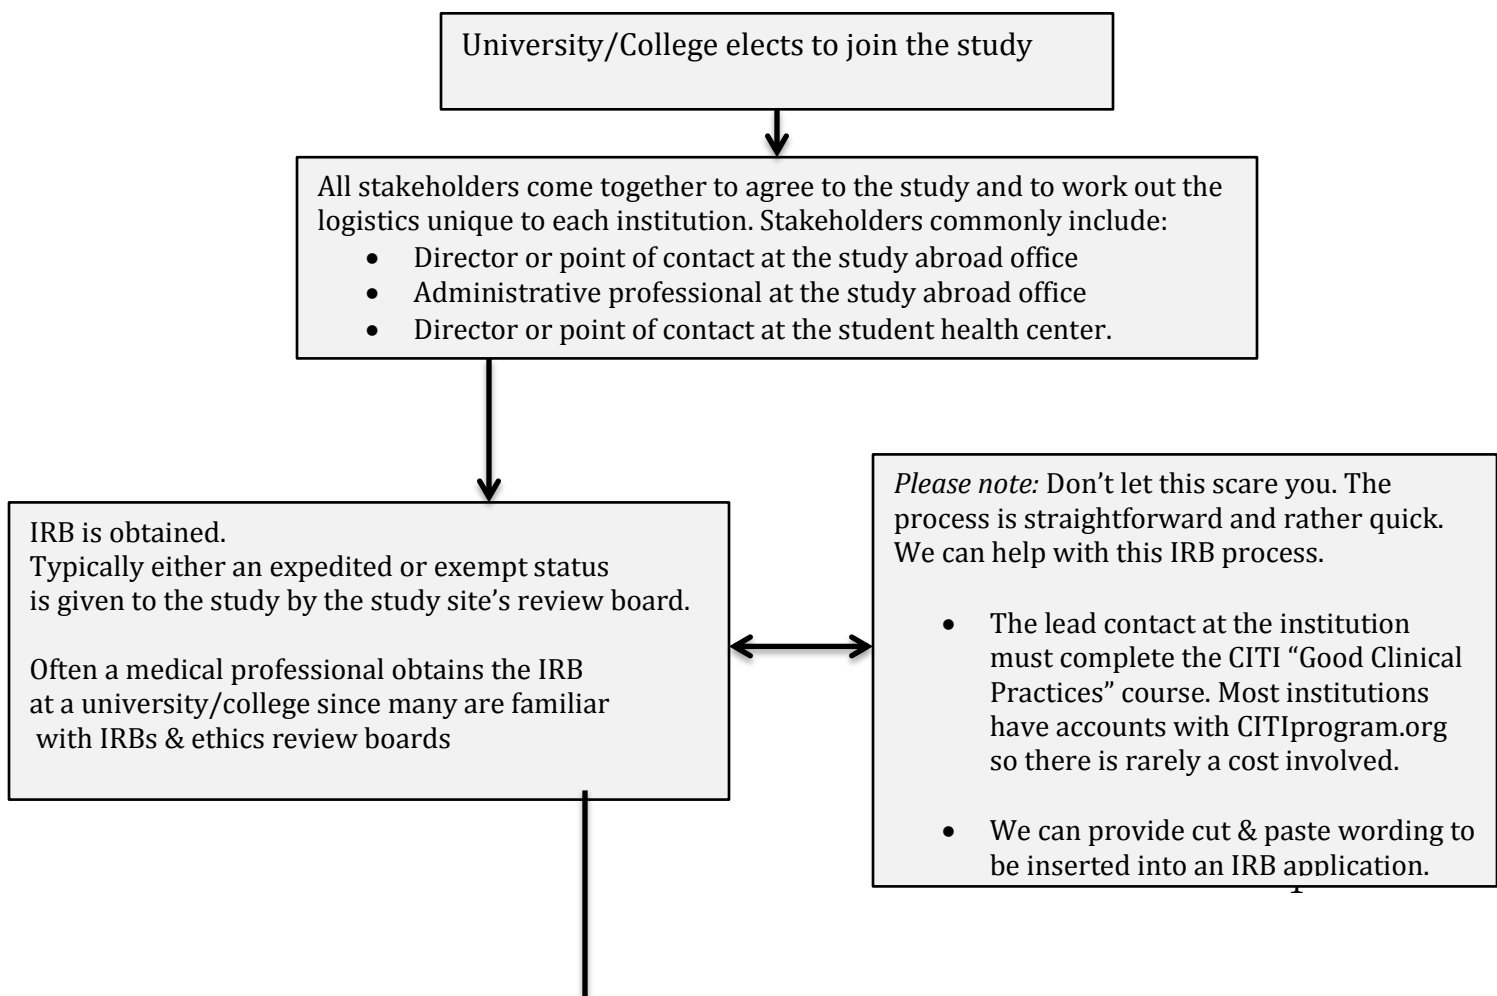 University/College elects to join the study
All stakeholders come together to agree to the study and to work out the
logistics unique to each institution. Stakeholders commonly include:
• Director or point of contact at the study abroad office
• Administrative professional at the study abroad office
• Director or point of contact at the student health center.
IRB is obtained.
Typically either an expedited or exempt status
is given to the study by the study site’s review board.
Often a medical professional obtains the IRB
at a university/college since many are familiar
with IRBs & ethics review boards
Please note: Don’t let this scare you. The
process is straightforward and rather quick.
We can help with this IRB process.
• The lead contact at the institution
must complete the CITI “Good Clinical
Practices” course. Most institutions
have accounts with CITIprogram.org
so there is rarely a cost involved.
• We can provide cut & paste wording to
be inserted into an IRB application.